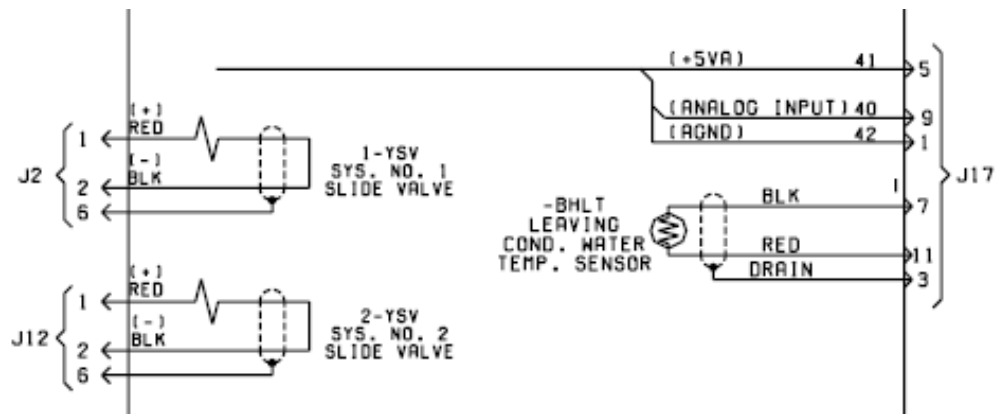 (+5VA) 41 5
(ANALOG INPUT) 40 9
(AGND) 42 1
J17
(+)
RED
1
(-)
BLK
2
6
J2
1-YSV
SYS. NO. 1
SLIDE VALVE
-BHLT
LEAVING
COND. WATER
TEMP. SENSOR
BLK 7
RED 11
DRAIN 3
(+)
RED
1
(-)
BLK
2
6
J12
2-YSV
SYS. NO. 2
SLIDE VALVE